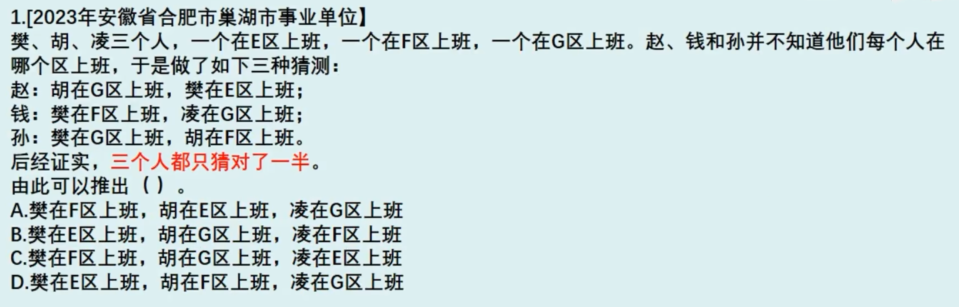 1.[2023年安徽省合肥市巢湖市事业单位】
樊、胡、凌三个人，一个在E区上班，一个在F区上班，一个在G区上班。赵、钱和孙并不知道他们每个人在
哪个区上班，于是做了如下三种猜测：
赵：胡在G区上班，樊在E区上班；
钱：樊在F区上班，凌在G区上班；
孙：樊在G区上班，胡在F区上班。
后经证实，三个人都只猜对了一半。
由此可以推出（ ）。
A.樊在F区上班，胡在E区上班，凌在G区上班
B.樊在E区上班，胡在G区上班，凌在F区上班
C.樊在F区上班，胡在G区上班，凌在E区上班
D.樊在E区上班，胡在F区上班，凌在G区上班